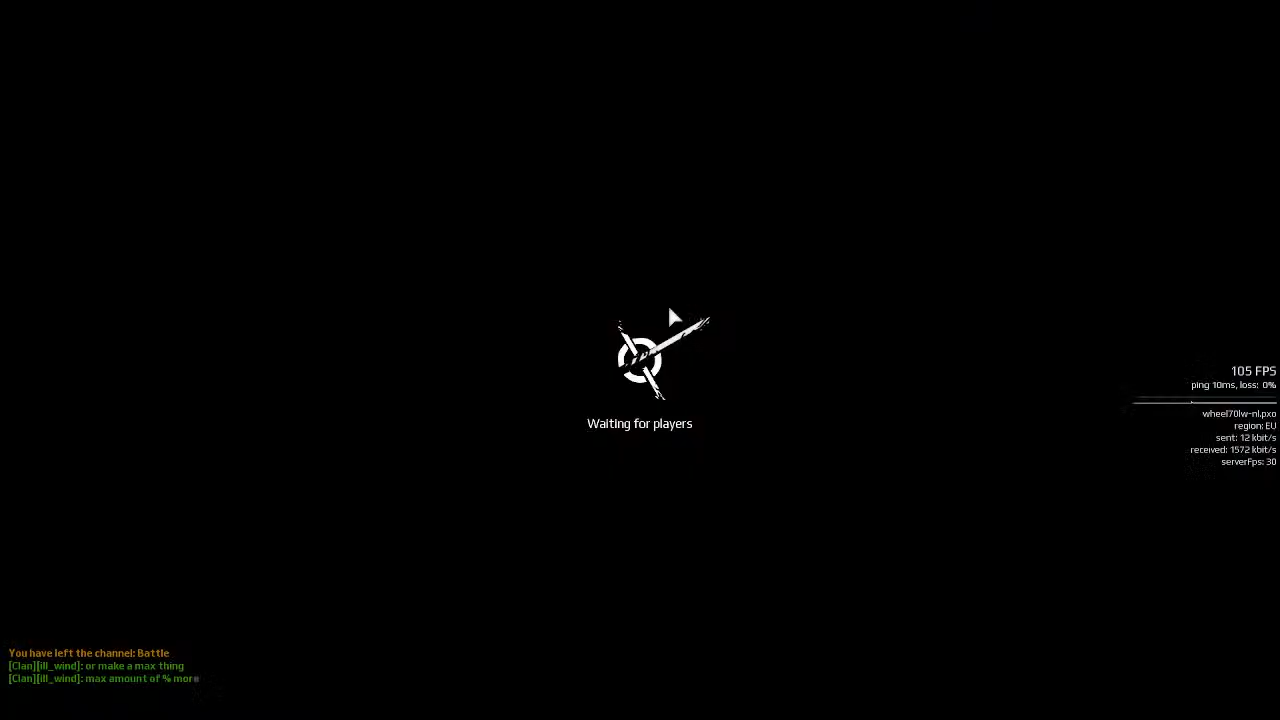 Waiting for players
105 FPS
ping 10ms, loss: 0%
wheel70lw-nl.pxo
region: EU
sent: 12 kbit/s
received: 1572 kbit/s
serverFps: 30
You have left the channel: Battle
[Clan][ill_wind]: or make a max thing
[Clan][ill_wind]: max amount of % more